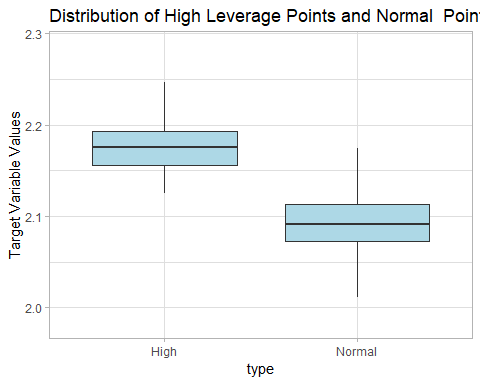 Distribution of High Leverage Points and Normal  Point
2.3
2.2
2.1
2.0
Target Variable Values
High
Normal
type